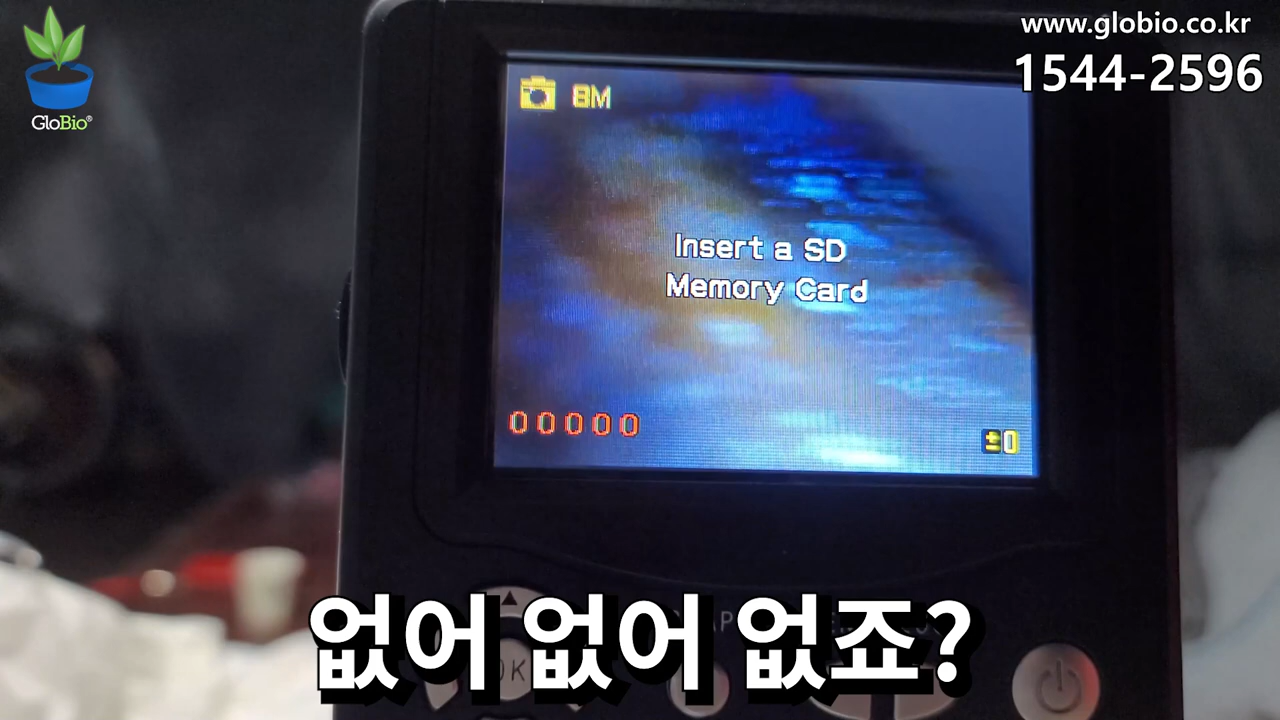 GloBio®
www.globio.co.kr
1544-2596
8M
Insert a SD
Memory Card
00000
±0
OK
없어 없어 없죠?